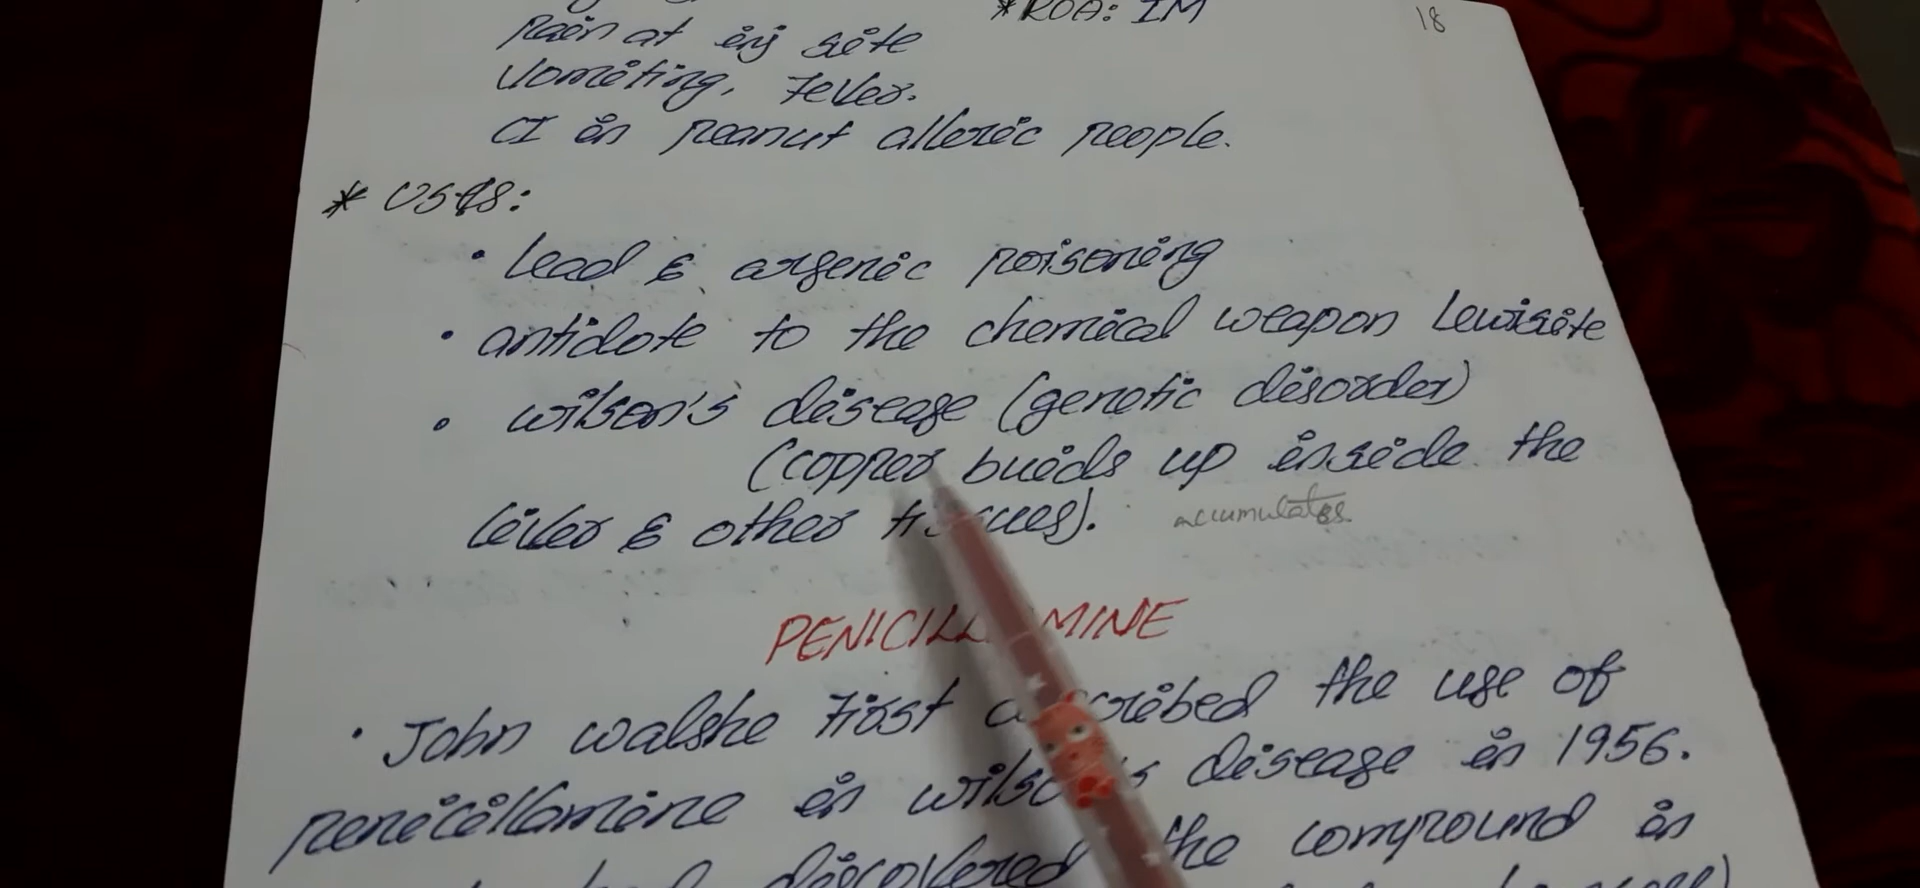 *ROA: IM
18
pain at inj site
Vomiting, Fever.
CI in peanut alleric people.
* USES:
• Lead & arsenic poisoning
• antidote to the chemical weapon Lewisite
• wilson's disease (genetic disorder)
(copper builds up inside the
liver & other tissues). accumulates
PENICILLAMINE
• John walshe First described the use of
penicillamine in wilson's disease in 1956.
discovered the compound in